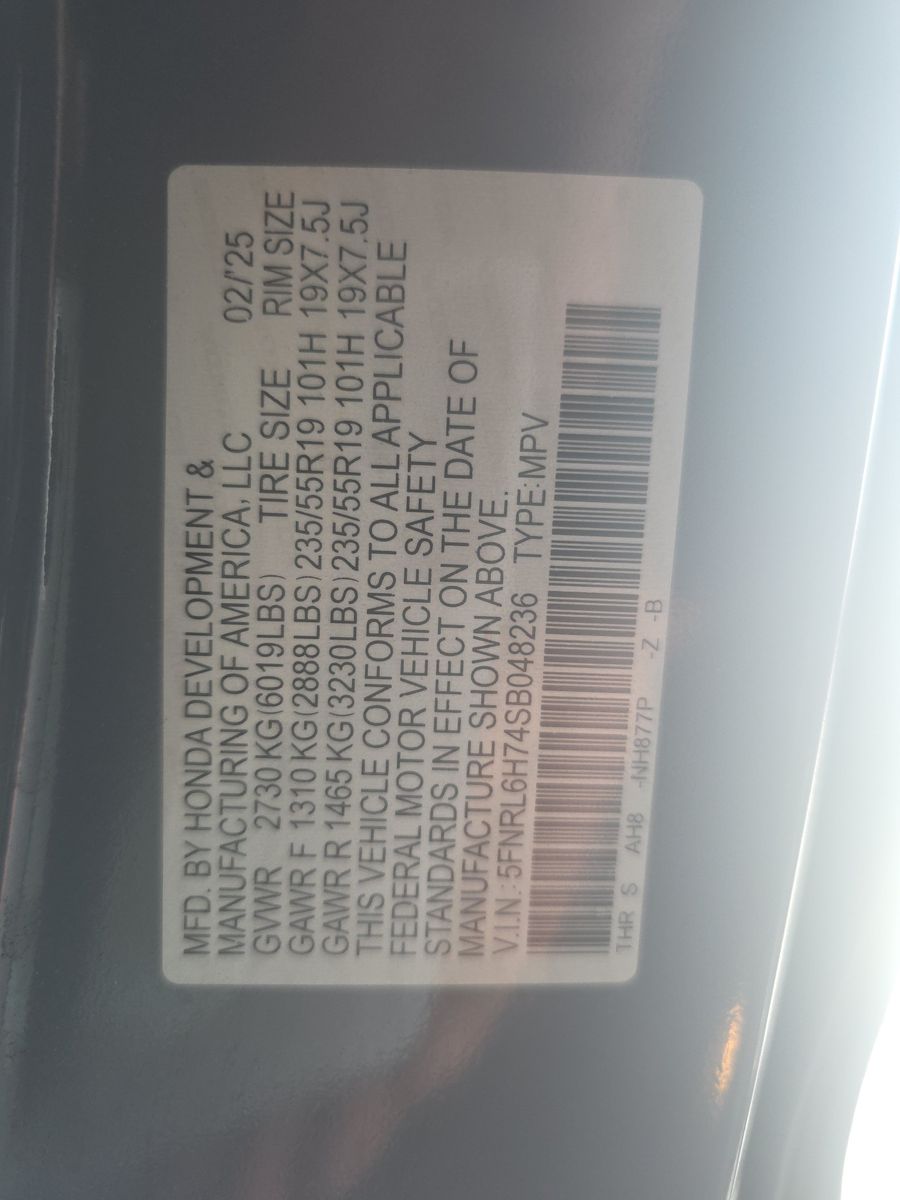 MFD. BY HONDA DEVELOPMENT &
MANUFACTURING OF AMERICA, LLC 02/'25
GVWR 2730 KG(6019LBS) TIRE SIZE RIM SIZE
GAWR F 1310 KG(2888LBS) 235/55R19 101H 19X7.5J
GAWR R 1465 KG(3230LBS) 235/55R19 101H 19X7.5J
THIS VEHICLE CONFORMS TO ALL APPLICABLE
FEDERAL MOTOR VEHICLE SAFETY
STANDARDS IN EFFECT ON THE DATE OF
MANUFACTURE SHOWN ABOVE.
V.I.N.: 5FNRL6H74SB048236 TYPE: MPV
THR S AH8 -NH877P -Z -B